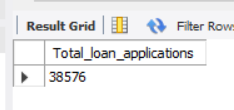 Result Grid Filter Rows
Total_loan_applications
38576